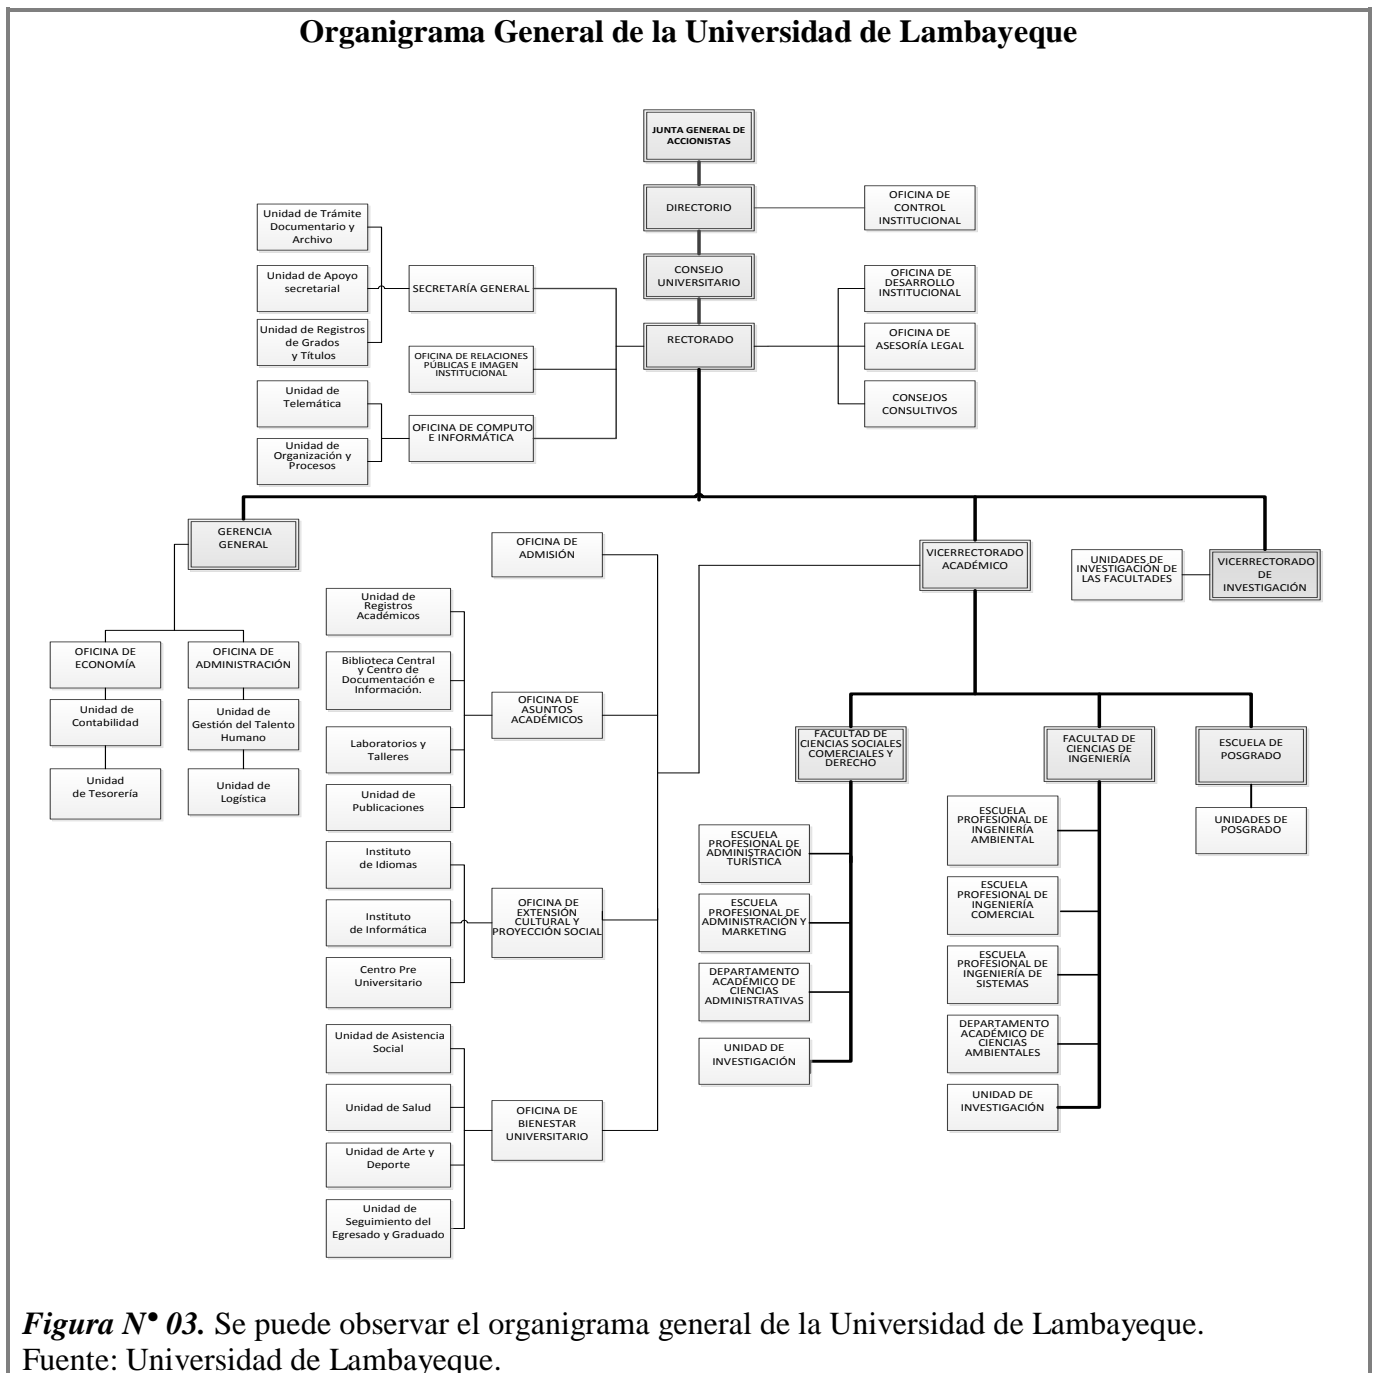 Organigrama General de la Universidad de Lambayeque
JUNTA GENERAL DE
ACCIONISTAS
DIRECTORIO
OFICINA DE
CONTROL
INSTITUCIONAL
CONSEJO
UNIVERSITARIO
RECTORADO
OFICINA DE
DESARROLLO
INSTITUCIONAL
OFICINA DE
ASESORÍA LEGAL
CONSEJOS
CONSULTIVOS
Unidad de Trámite
Documentario y
Archivo
Unidad de Apoyo
secretarial
Unidad de Registros
de Grados
y Títulos
SECRETARÍA GENERAL
OFICINA DE RELACIONES
PÚBLICAS E IMAGEN
INSTITUCIONAL
Unidad de
Telemática
Unidad de
Organización y
Procesos
OFICINA DE COMPUTO
E INFORMÁTICA
GERENCIA
GENERAL
OFICINA DE
ECONOMÍA
OFICINA DE
ADMINISTRACIÓN
Unidad de
Contabilidad
Unidad de
Gestión del Talento
Humano
Unidad
de Tesorería
Unidad de
Logística
OFICINA DE
ADMISIÓN
Unidad de
Registros
Académicos
Biblioteca Central
y Centro de
Documentación e
Información.
Laboratorios y
Talleres
Unidad de
Publicaciones
OFICINA DE
ASUNTOS
ACADÉMICOS
Instituto
de Idiomas
Instituto
de Informática
Centro Pre
Universitario
OFICINA DE
EXTENSIÓN
CULTURAL Y
PROYECCIÓN SOCIAL
Unidad de Asistencia
Social
Unidad de Salud
Unidad de Arte y
Deporte
Unidad de
Seguimiento del
Egresado y Graduado
OFICINA DE
BIENESTAR
UNIVERSITARIO
VICERRECTORADO
ACADÉMICO
UNIDADES DE
INVESTIGACIÓN DE
LAS FACULTADES
VICERRECTORADO
DE
INVESTIGACIÓN
FACULTAD DE
CIENCIAS SOCIALES
COMERCIALES Y
DERECHO
FACULTAD DE
CIENCIAS DE
INGENIERÍA
ESCUELA DE
POSGRADO
UNIDADES DE
POSGRADO
ESCUELA
PROFESIONAL DE
ADMINISTRACIÓN
TURÍSTICA
ESCUELA
PROFESIONAL DE
ADMINISTRACIÓN Y
MARKETING
DEPARTAMENTO
ACADÉMICO DE
CIENCIAS
ADMINISTRATIVAS
UNIDAD DE
INVESTIGACIÓN
ESCUELA
PROFESIONAL DE
INGENIERÍA
AMBIENTAL
ESCUELA
PROFESIONAL DE
INGENIERÍA
COMERCIAL
ESCUELA
PROFESIONAL DE
INGENIERÍA DE
SISTEMAS
DEPARTAMENTO
ACADÉMICO DE
CIENCIAS
AMBIENTALES
UNIDAD DE
INVESTIGACIÓN
Figura N° 03. Se puede observar el organigrama general de la Universidad de Lambayeque.
Fuente: Universidad de Lambayeque.